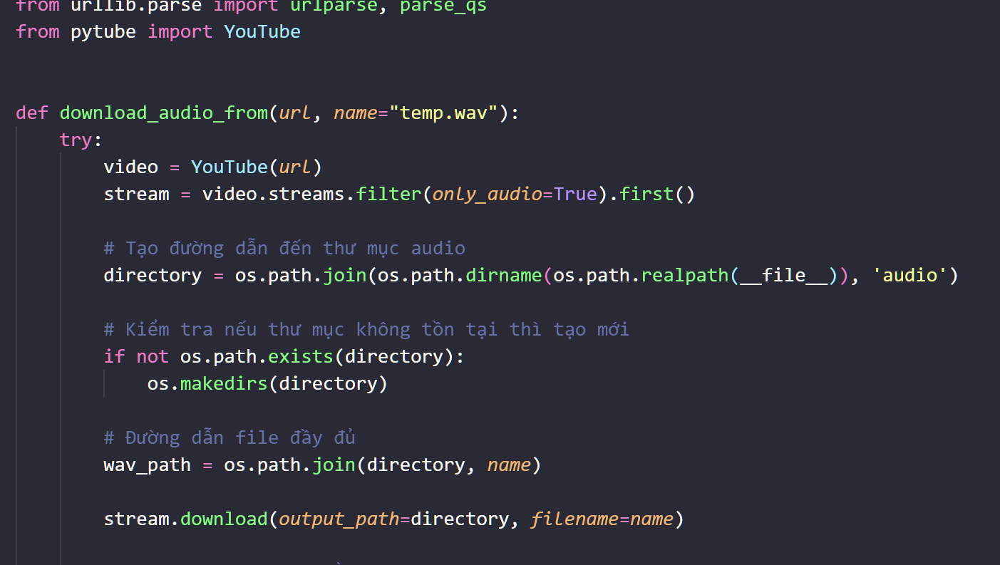 from urllib.parse import urlparse, parse_qs
from pytube import YouTube
def download_audio_from(url, name="temp.wav"):
try:
video = YouTube(url)
stream = video.streams.filter(only_audio=True).first()
# Tạo đường dẫn đến thư mục audio
directory = os.path.join(os.path.dirname(os.path.realpath(__file__)), 'audio')
# Kiểm tra nếu thư mục không tồn tại thì tạo mới
if not os.path.exists(directory):
os.makedirs(directory)
# Đường dẫn file đầy đủ
wav_path = os.path.join(directory, name)
stream.download(output_path=directory, filename=name)